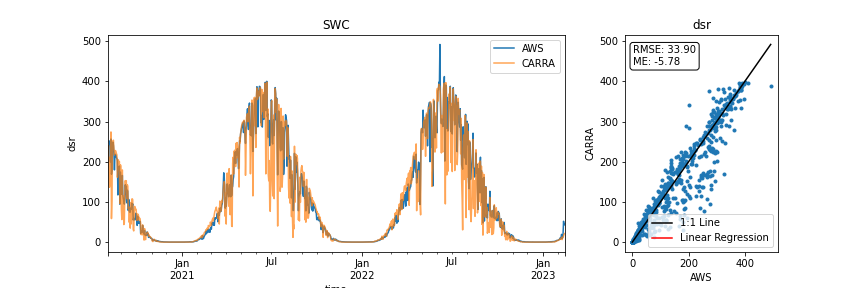 SWC
dsr
500
400
300
200
100
0
dsr
AWS
CARRA
Jan
2021
Jul
Jan
2022
Jul
Jan
2023
time
dsr
500
400
300
200
100
0
CARRA
RMSE: 33.90
ME: -5.78
1:1 Line
Linear Regression
0
200
400
AWS